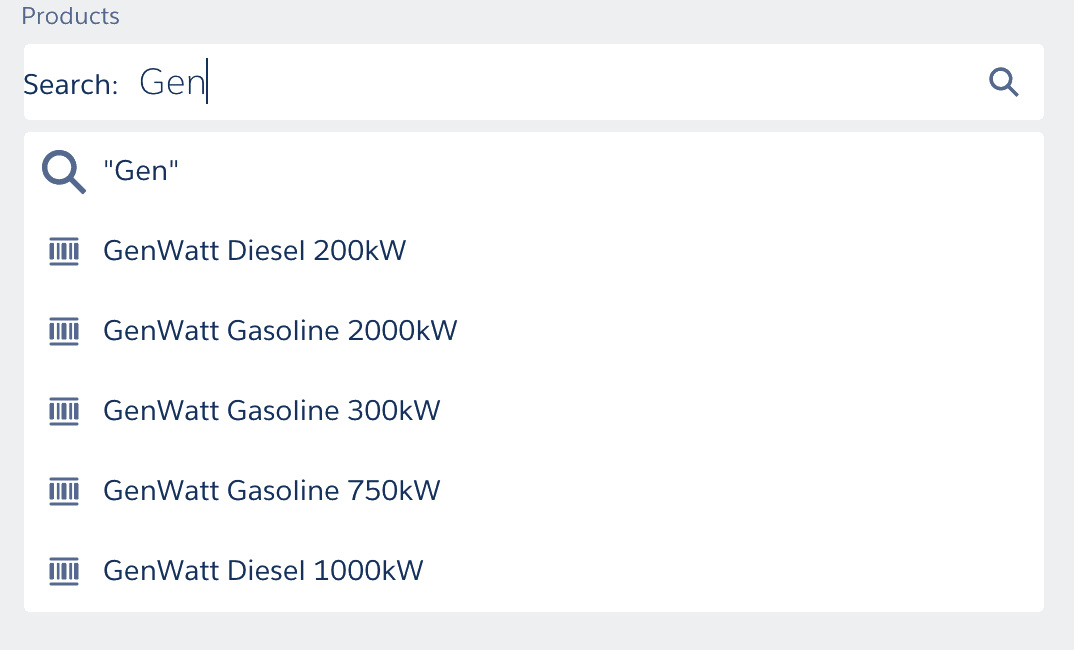 Products
Search: Gen
"Gen"
GenWatt Diesel 200kW
GenWatt Gasoline 2000kW
GenWatt Gasoline 300kW
GenWatt Gasoline 750kW
GenWatt Diesel 1000kW